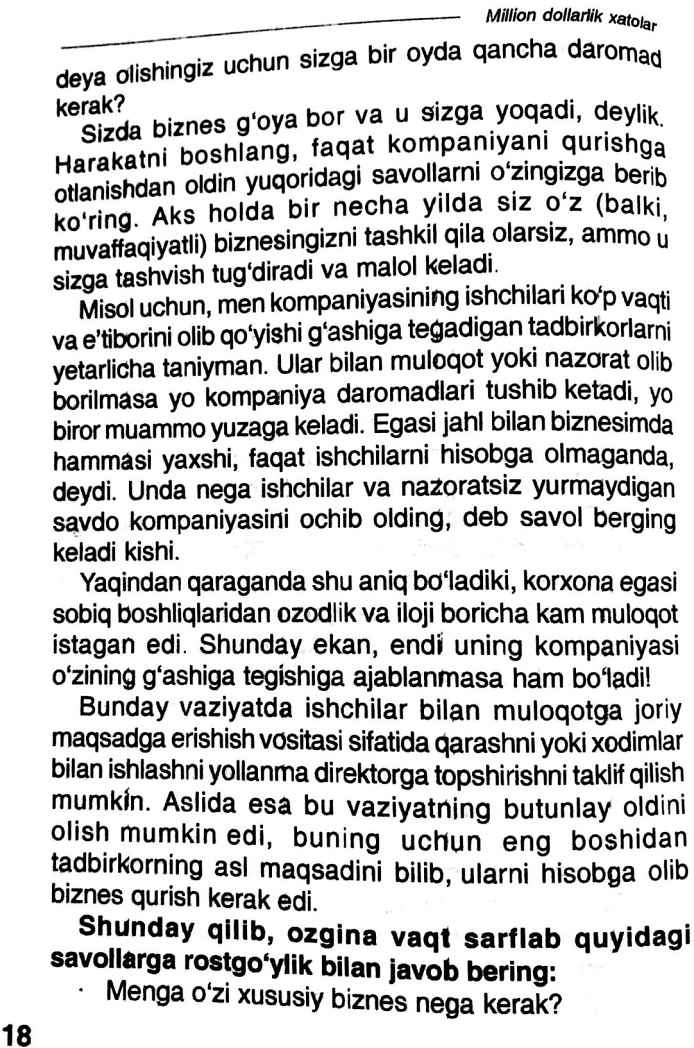 Million dollarlik xatolar
deya olishingiz uchun sizga bir oyda qancha daromad
kerak?
Sizda biznes g‘oya bor va u sizga yoqadi, deylik.
Harakatni boshlang, faqat kompaniyani qurishga
otlanishdan oldin yuqoridagi savollarni o‘zingizga berib
ko‘ring. Aks holda bir necha yilda siz o‘z (balki,
muvaffaqiyatli) biznesingizni tashkil qila olarsiz, ammo u
sizga tashvish tug‘diradi va malol keladi.
Misol uchun, men kompaniyasining ishchilari ko‘p vaqti
va e’tiborini olib qo‘yishi g‘ashiga tegadigan tadbirkorlarni
yetarlicha taniyman. Ular bilan muloqot yoki nazorat olib
borilmasa yo kompaniya daromadlari tushib ketadi, yo
biror muammo yuzaga keladi. Egasi jahl bilan biznesimda
hammasi yaxshi, faqat ishchilarni hisobga olmaganda,
deydi. Unda nega ishchilar va nazoratsiz yurmaydigan
savdo kompaniyasini ochib olding, deb savol berging
keladi kishi.
Yaqindan qaraganda shu aniq bo‘ladiki, korxona egasi
sobiq boshliqlaridan ozodlik va iloji boricha kam muloqot
istagan edi. Shunday ekan, endi uning kompaniyasi
o‘zining g‘ashiga tegishiga ajablanmasa ham bo‘ladi!
Bunday vaziyatda ishchilar bilan muloqotga joriy
maqsadga erishish vositasi sifatida qarashni yoki xodimlar
bilan ishlashni yollanma direktorga topshirishni taklif qilish
mumkin. Aslida esa bu vaziyatning butunlay oldini
olish mumkin edi, buning uchun eng boshidan
tadbirkorning asl maqsadini bilib, ularni hisobga olib
biznes qurish kerak edi.
Shunday qilib, ozgina vaqt sarflab quyidagi
savollarga rostgo‘ylik bilan javob bering:
· Menga o‘zi xususiy biznes nega kerak?
18